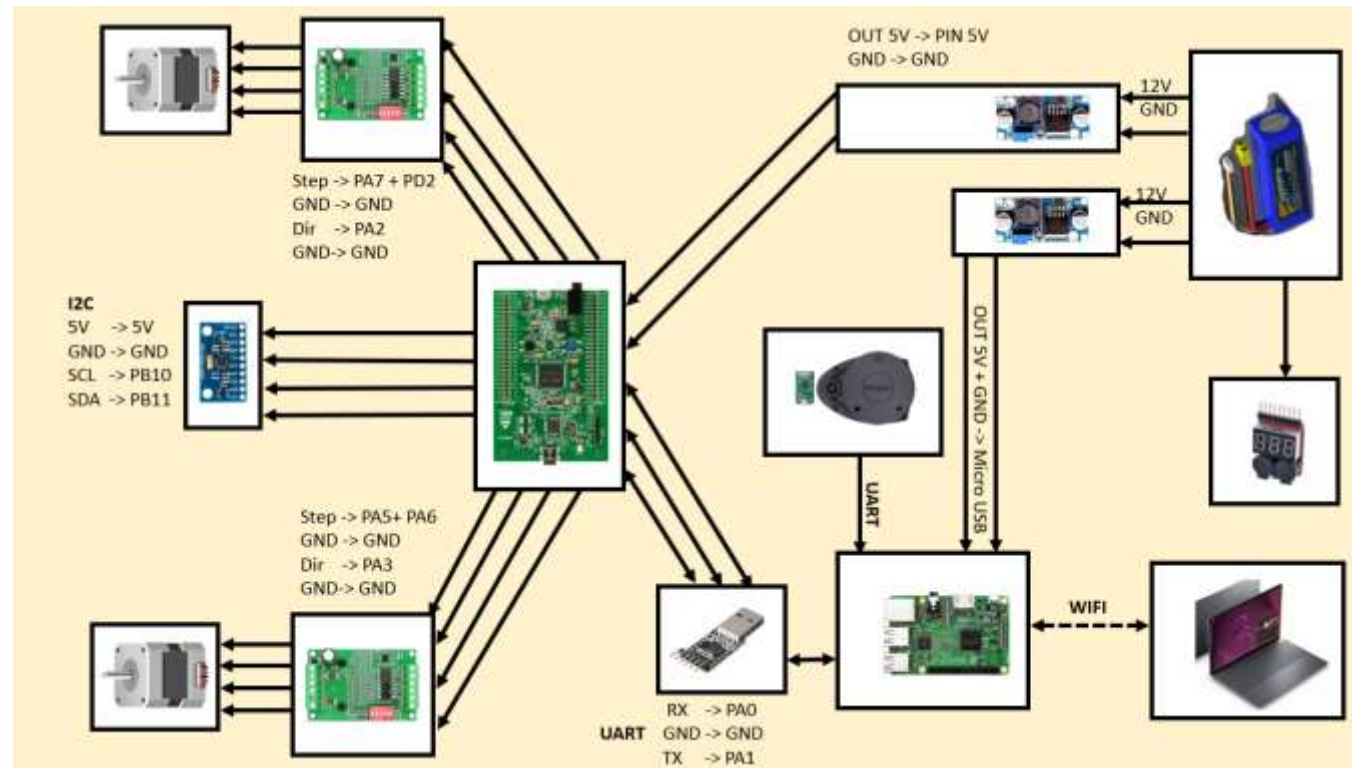 OUT 5V -> PIN 5V
GND -> GND
12V
GND
12V
GND
Step -> PA7 + PD2
GND -> GND
Dir -> PA2
GND-> GND
I2C
5V -> 5V
GND -> GND
SCL -> PB10
SDA -> PB11
OUT 5V + GND -> Micro USB
UART
Step -> PA5+ PA6
GND -> GND
Dir -> PA3
GND-> GND
WIFI
RX -> PA0
UART GND -> GND
TX -> PA1